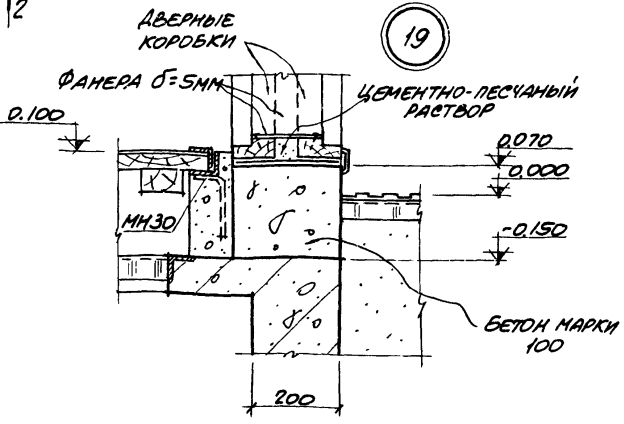 12
ДВЕРНЫЕ
КОРОБКИ
19
ФАНЕРА б=5ММ
ЦЕМЕНТНО-ПЕСЧАНЫЙ
РАСТВОР
0.100
0,070
0,000
МН30
-0.150
БЕТОН МАРКИ
100
200